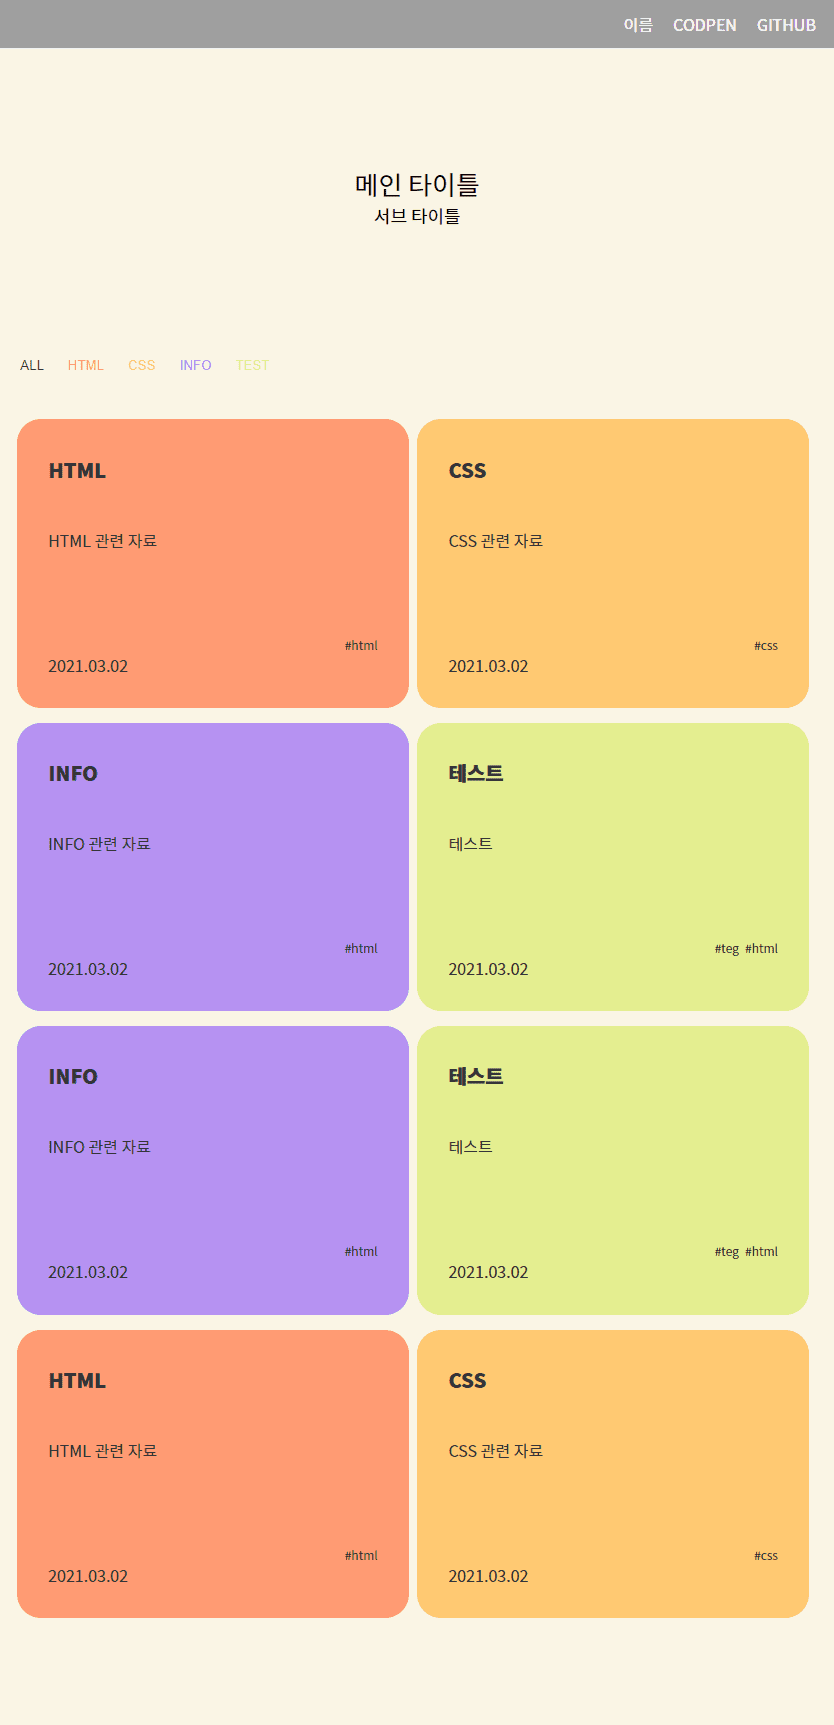 이름 CODPEN GITHUB
메인 타이틀
서브 타이틀
ALL HTML CSS INFO TEST
HTML
HTML 관련 자료
#html
2021.03.02
CSS
CSS 관련 자료
#css
2021.03.02
INFO
INFO 관련 자료
#html
2021.03.02
테스트
테스트
#teg #html
2021.03.02
INFO
INFO 관련 자료
#html
2021.03.02
테스트
테스트
#teg #html
2021.03.02
HTML
HTML 관련 자료
#html
2021.03.02
CSS
CSS 관련 자료
#css
2021.03.02